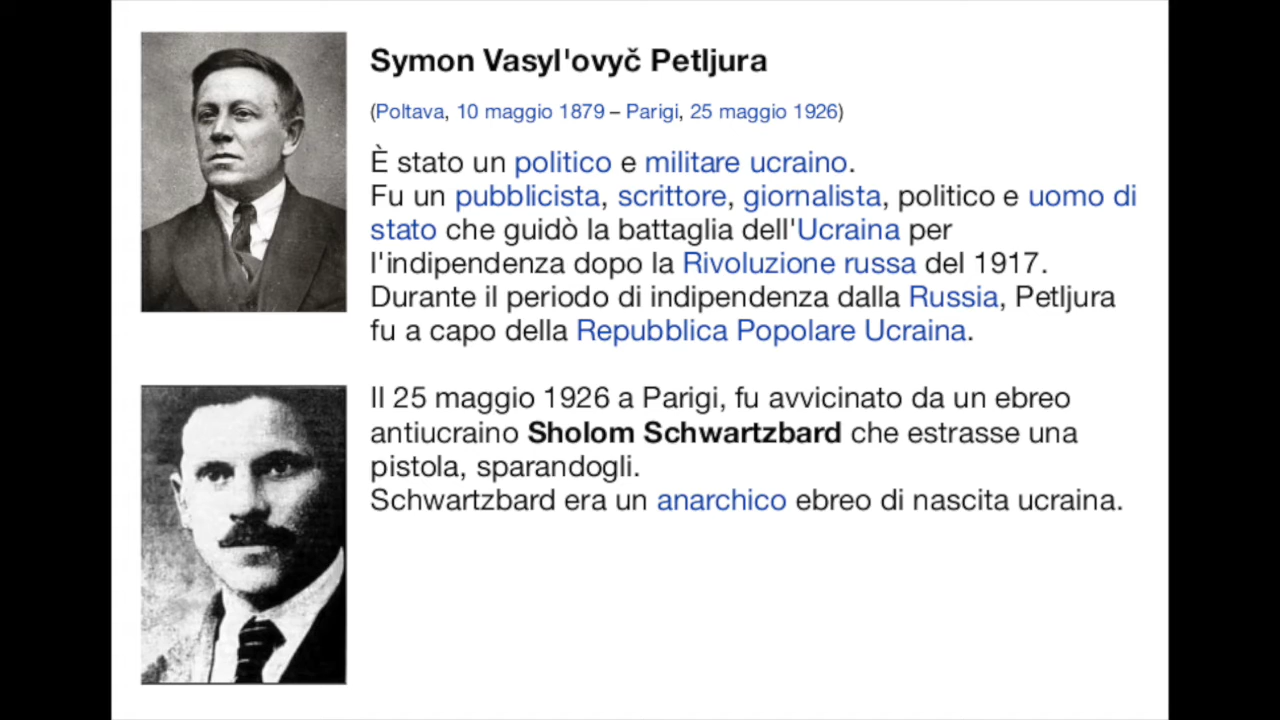 Symon Vasyl'ovyč Petljura
(Poltava, 10 maggio 1879 – Parigi, 25 maggio 1926)
È stato un politico e militare ucraino.
Fu un pubblicista, scrittore, giornalista, politico e uomo di
stato che guidò la battaglia dell'Ucraina per
l'indipendenza dopo la Rivoluzione russa del 1917.
Durante il periodo di indipendenza dalla Russia, Petljura
fu a capo della Repubblica Popolare Ucraina.
Il 25 maggio 1926 a Parigi, fu avvicinato da un ebreo
antiucraino Sholom Schwartzbard che estrasse una
pistola, sparandogli.
Schwartzbard era un anarchico ebreo di nascita ucraina.